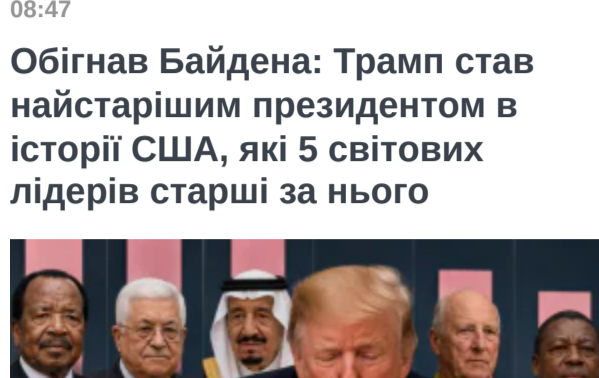 08:47
Обігнав Байдена: Трамп став
найстарішим президентом в
історії США, які 5 світових
лідерів старші за нього